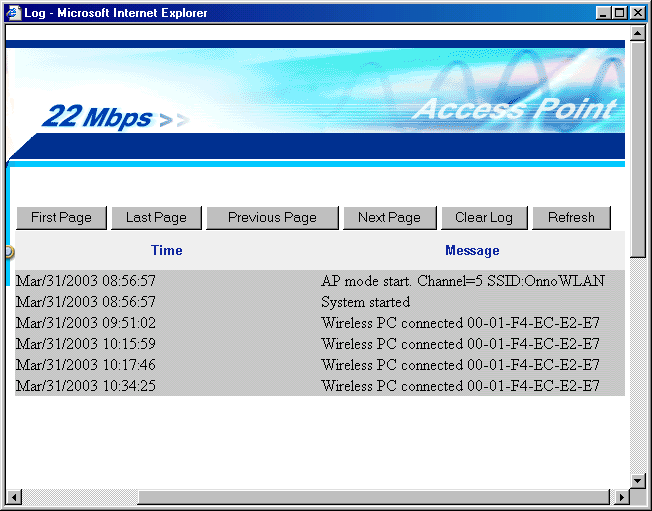 Log - Microsoft Internet Explorer
22 Mbps >>
Access Point
First Page Last Page Previous Page Next Page Clear Log Refresh
Time Message
Mar/31/2003 08:56:57 AP mode start. Channel=5 SSID:OnnoWLAN
Mar/31/2003 08:56:57 System started
Mar/31/2003 09:51:02 Wireless PC connected 00-01-F4-EC-E2-E7
Mar/31/2003 10:15:59 Wireless PC connected 00-01-F4-EC-E2-E7
Mar/31/2003 10:17:46 Wireless PC connected 00-01-F4-EC-E2-E7
Mar/31/2003 10:34:25 Wireless PC connected 00-01-F4-EC-E2-E7